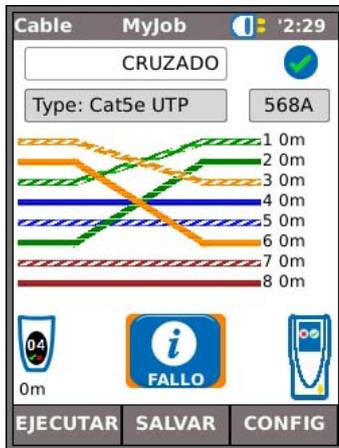 Cable MyJob '2:29
CRUZADO
Type: Cat5e UTP 568A
1 0m
2 0m
3 0m
4 0m
5 0m
6 0m
7 0m
8 0m
04
i
0m
FALLO
EJECUTAR SALVAR CONFIG